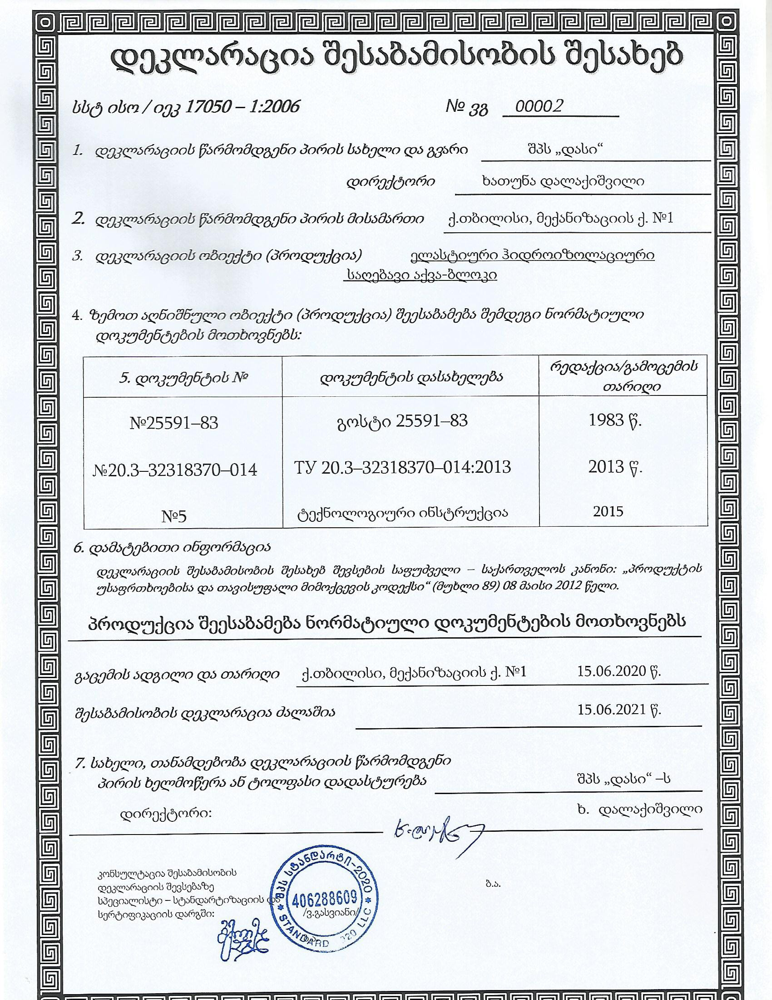 დეკლარაცია შესაბამისობის შესახებ
სსტ ისო / იეკ 17050 – 1:2006 № ვგ 00002
1. დეკლარაციის წარმომდგენი პირის სახელი და გვარი შპს „დასი“
დირექტორი ხათუნა დალაქიშვილი
2. დეკლარაციის წარმომდგენი პირის მისამართი ქ.თბილისი, მექანიზაციის ქ. №1
3. დეკლარაციის ობიექტი (პროდუქცია) ელასტიური ჰიდროიზოლაციური
საღებავი აქვა-ბლოკი
4. ზემოთ აღნიშნული ობიექტი (პროდუქცია) შეესაბამება შემდეგი ნორმატიული
დოკუმენტების მოთხოვნებს:
5. დოკუმენტის № დოკუმენტის დასახელება რედაქცია/გამოცემის
თარიღი
№25591–83 გოსტი 25591–83 1983 წ.
№20.3–32318370–014 ТУ 20.3–32318370–014:2013 2013 წ.
№5 ტექნოლოგიური ინსტრუქცია 2015
6. დამატებითი ინფორმაცია
დეკლარაციის შესაბამისობის შესახებ შევსების საფუძველი – საქართველოს კანონი: „პროდუქტის
უსაფრთხოებისა და თავისუფალი მიმოქცევის კოდექსი“ (მუხლი 89) 08 მაისი 2012 წელი.
პროდუქცია შეესაბამება ნორმატიული დოკუმენტების მოთხოვნებს
გაცემის ადგილი და თარიღი ქ.თბილისი, მექანიზაციის ქ. №1 15.06.2020 წ.
შესაბამისობის დეკლარაცია ძალაშია 15.06.2021 წ.
7. სახელი, თანამდებობა დეკლარაციის წარმომდგენი
პირის ხელმოწერა ან ტოლფასი დადასტურება შპს „დასი“ –ს
დირექტორი: ხ. დალაქიშვილი
კონსულტაცია შესაბამისობის
დეკლარაციის შევსებაზე
სპეციალისტი – სტანდარტიზაციის და
სერტიფიკაციის დარგში: /ვ.გასვიანი/
ბ.ა.
შპს სტანდარტი-2020
406288609
STANDARD LLC